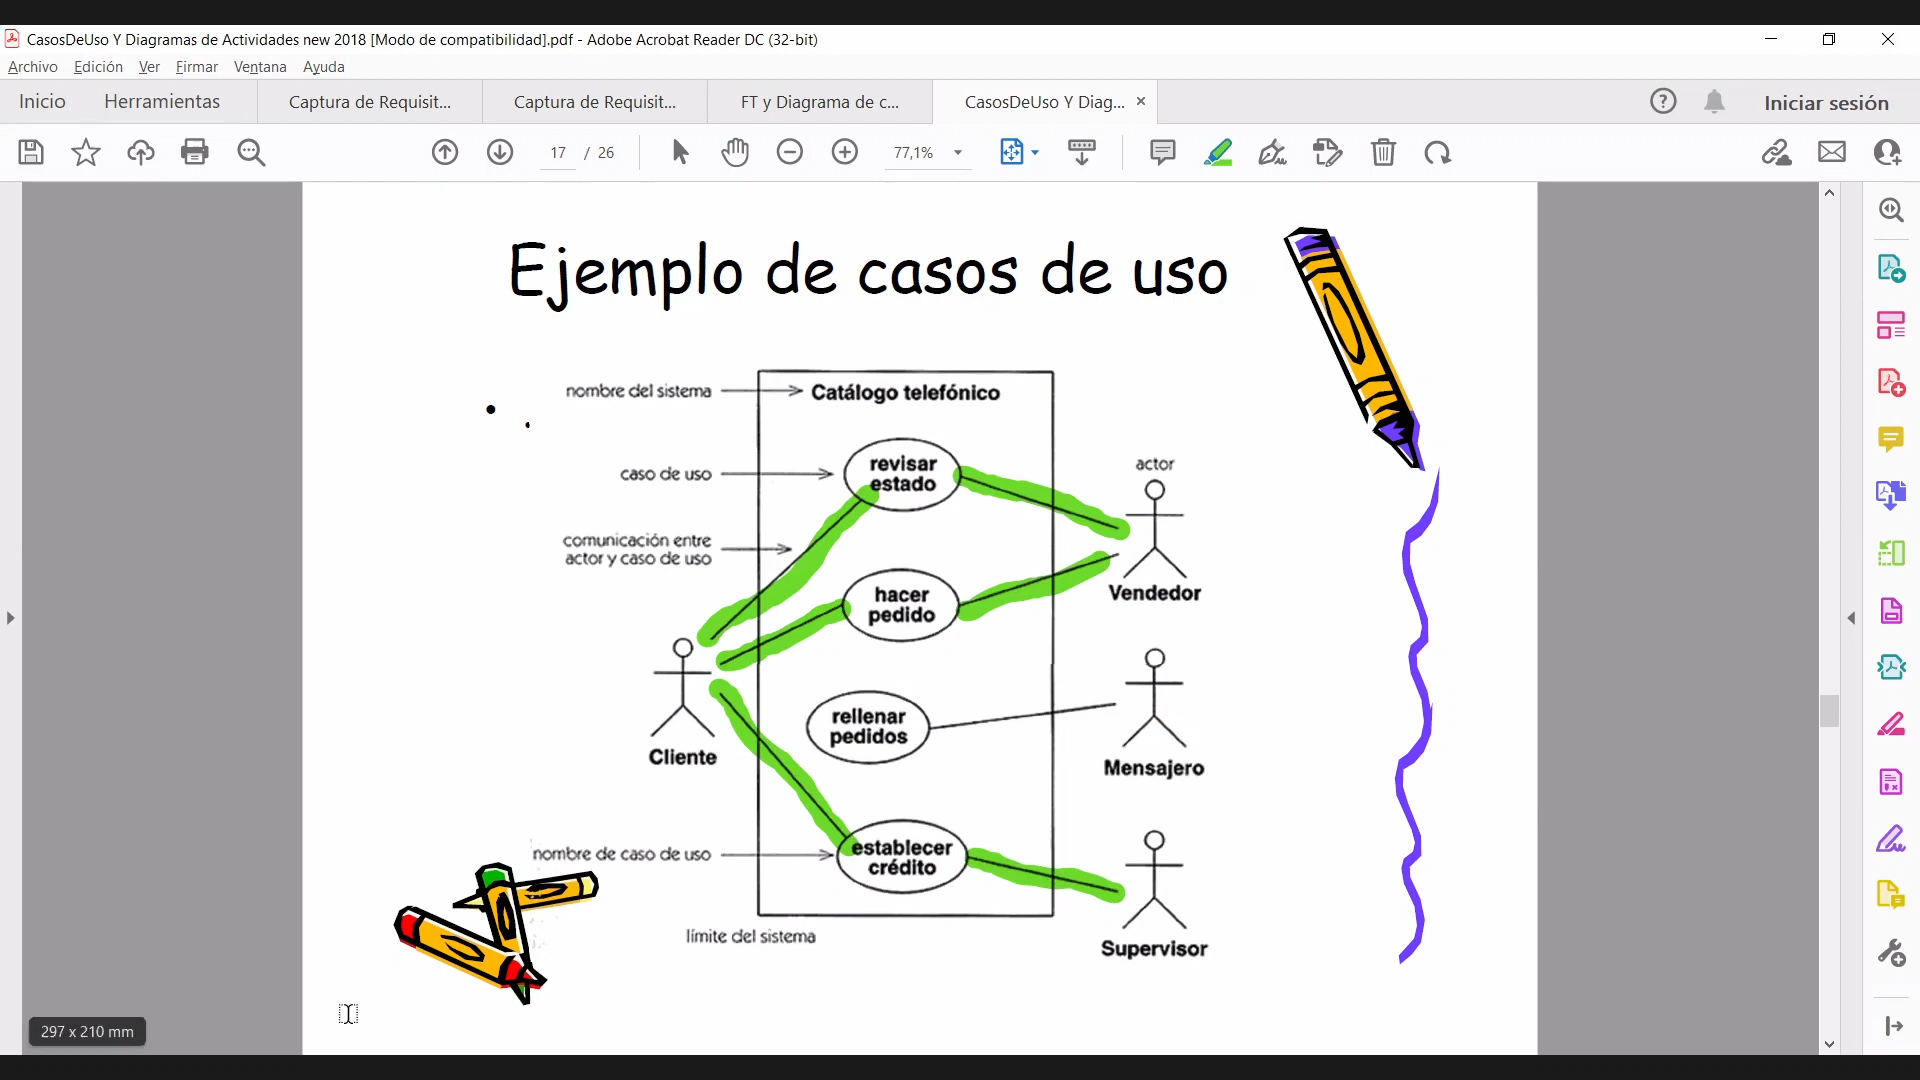 CasosDeUso Y Diagramas de Actividades new 2018 [Modo de compatibilidad].pdf - Adobe Acrobat Reader DC (32-bit)
Archivo Edición Ver Firmar Ventana Ayuda
Inicio Herramientas Captura de Requisit... Captura de Requisit... FT y Diagrama de c... CasosDeUso Y Diag... × Iniciar sesión
17 / 26 77,1%
Ejemplo de casos de uso
nombre del sistema Catálogo telefónico
caso de uso
revisar
estado
actor
comunicación entre
actor y caso de uso
hacer
pedido
Vendedor
Cliente
rellenar
pedidos
Mensajero
nombre de caso de uso
establecer
crédito
límite del sistema
Supervisor
297 x 210 mm